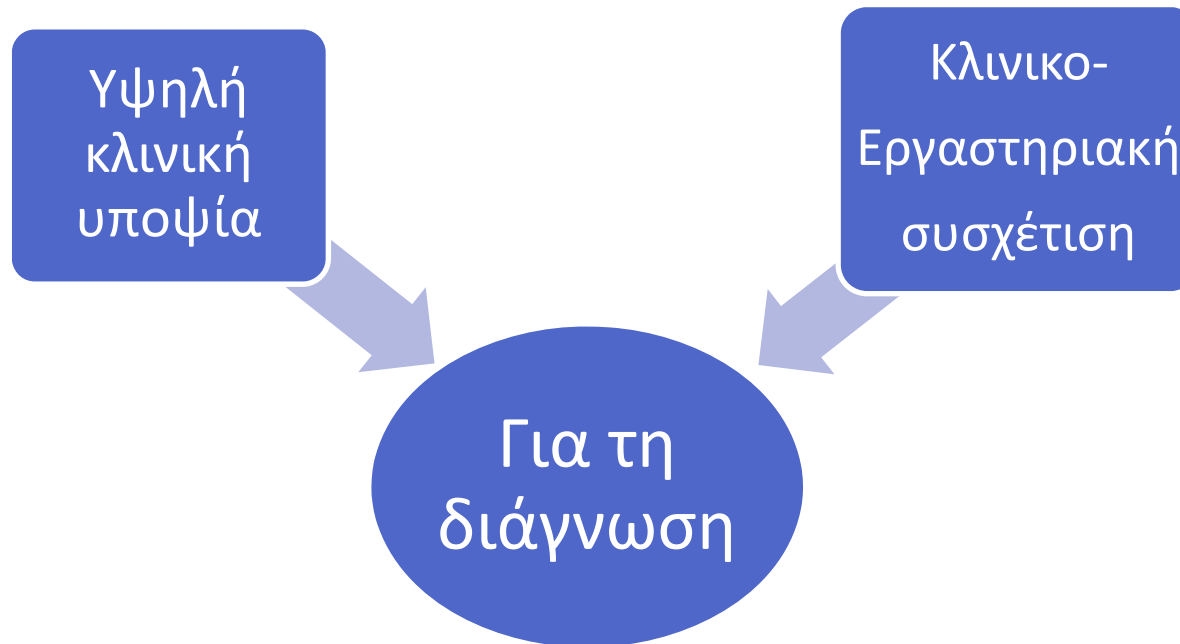 Υψηλή
κλινική
υποψία
Κλινικο-
Εργαστηριακή
συσχέτιση
Για τη
διάγνωση